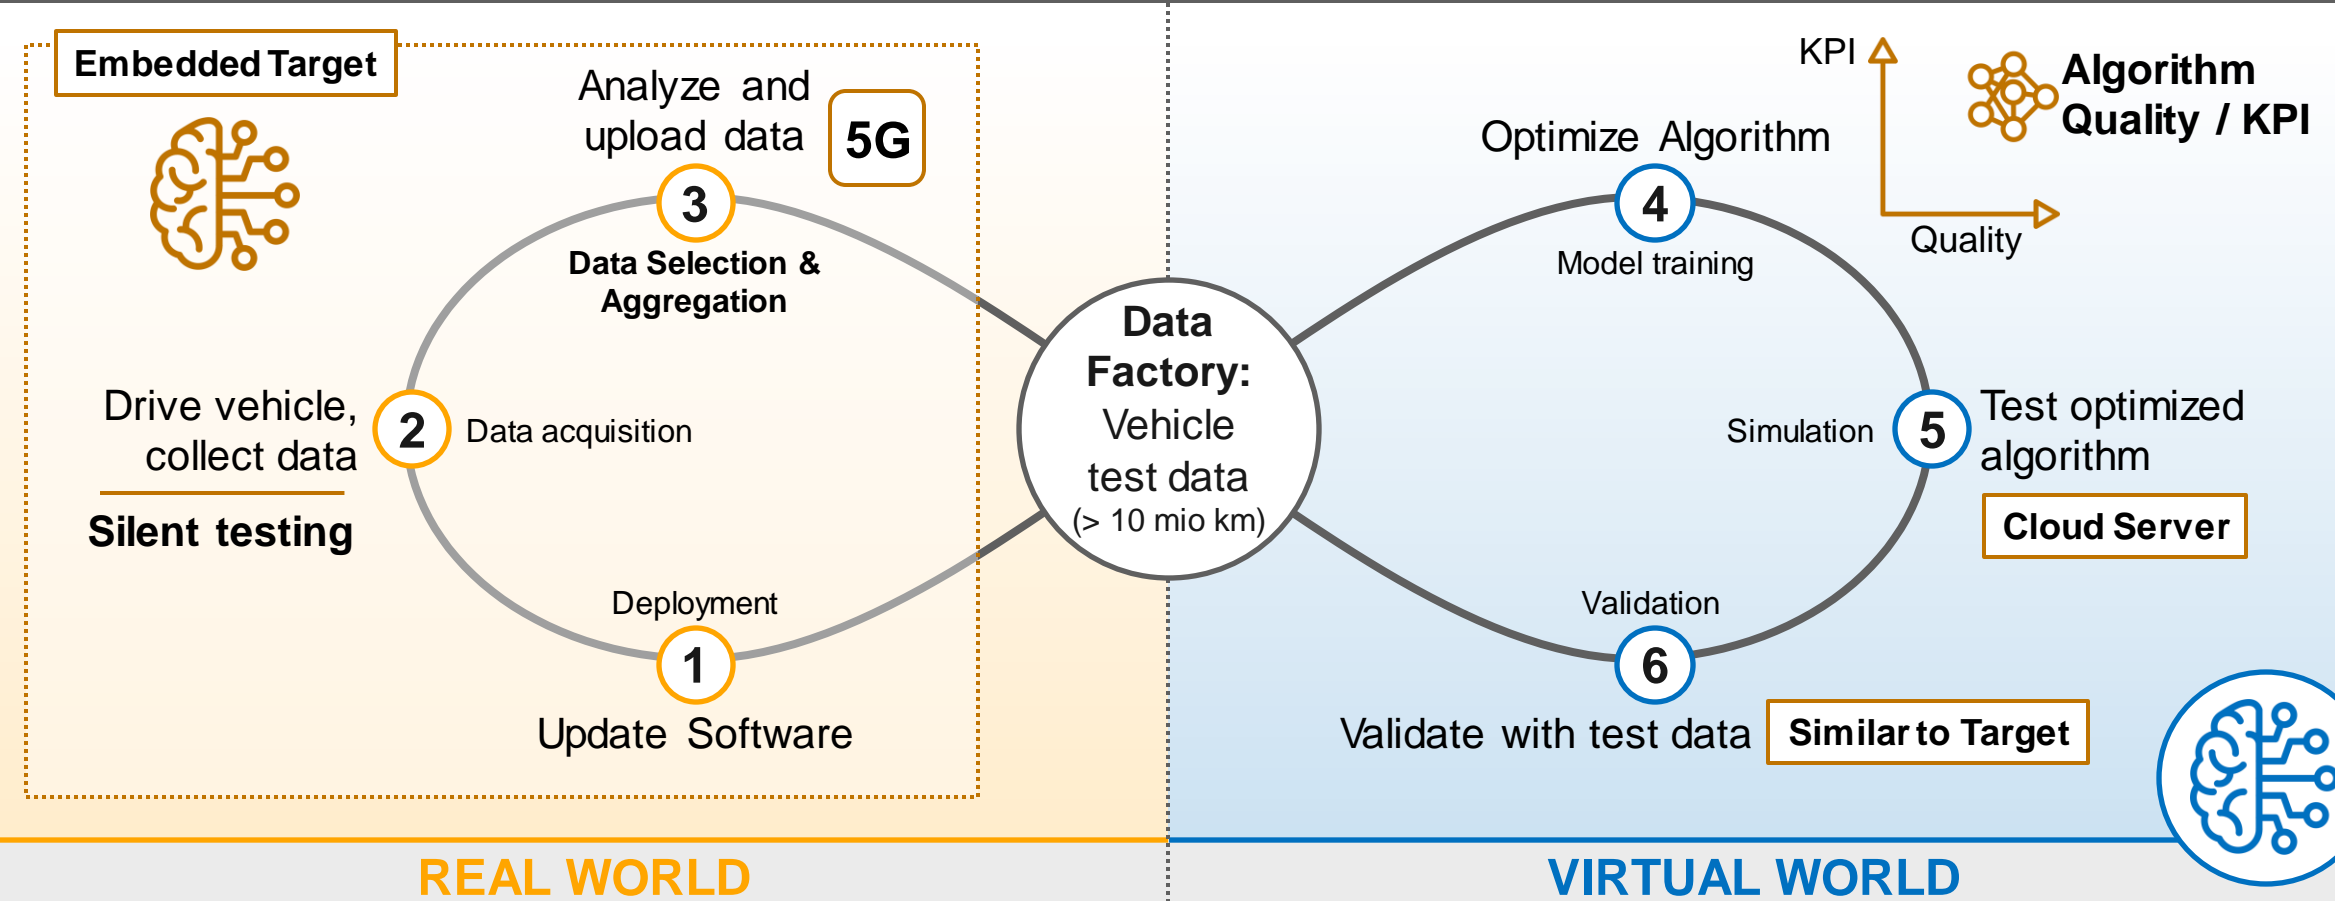 Embedded Target
Analyze and
upload data
5G
3
Data Selection &
Aggregation
Drive vehicle,
collect data
2
Data acquisition
Silent testing
Deployment
1
Update Software
Data
Factory:
Vehicle
test data
(> 10 mio km)
KPI
Quality
Algorithm
Quality / KPI
Optimize Algorithm
4
Model training
Simulation
5
Test optimized
algorithm
Cloud Server
Validation
6
Validate with test data
Similar to Target
REAL WORLD
VIRTUAL WORLD